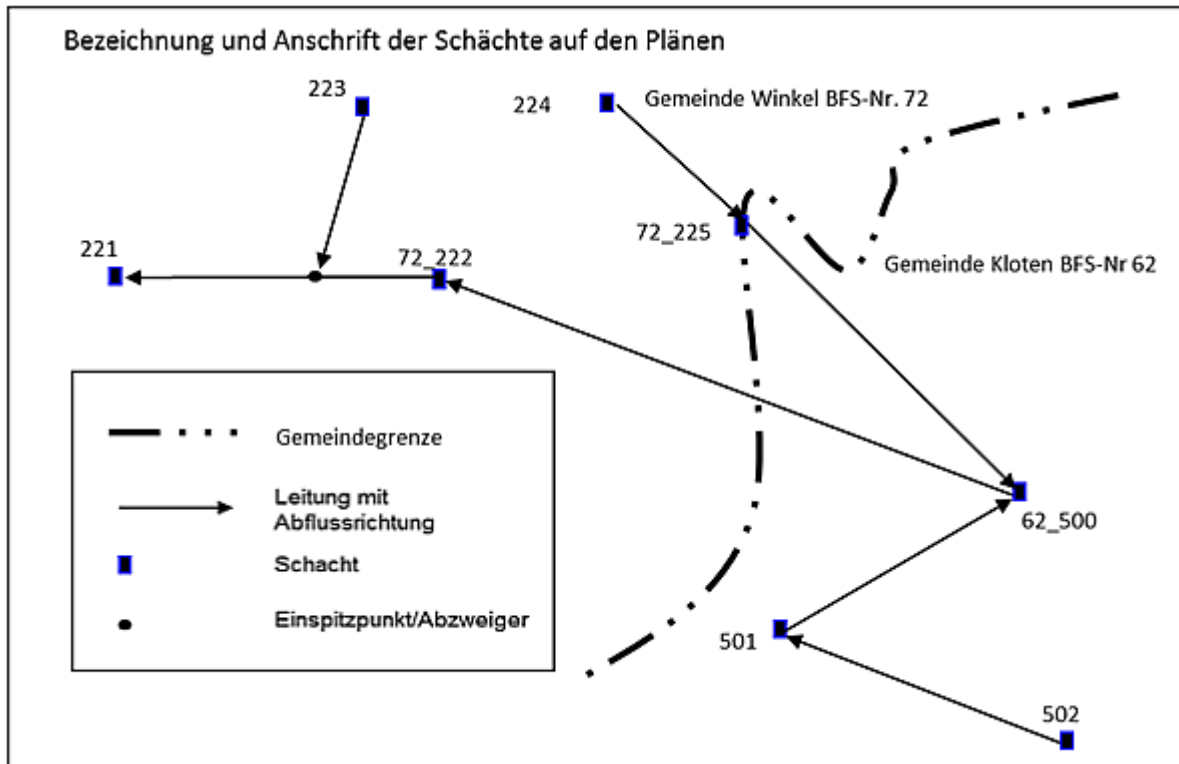 Bezeichnung und Anschrift der Schächte auf den Plänen
223
224
Gemeinde Winkel BFS-Nr. 72
72_225
221
72_222
Gemeinde Kloten BFS-Nr 62
Gemeindegrenze
Leitung mit
Abflussrichtung
Schacht
Einspitzpunkt/Abzweiger
62_500
501
502